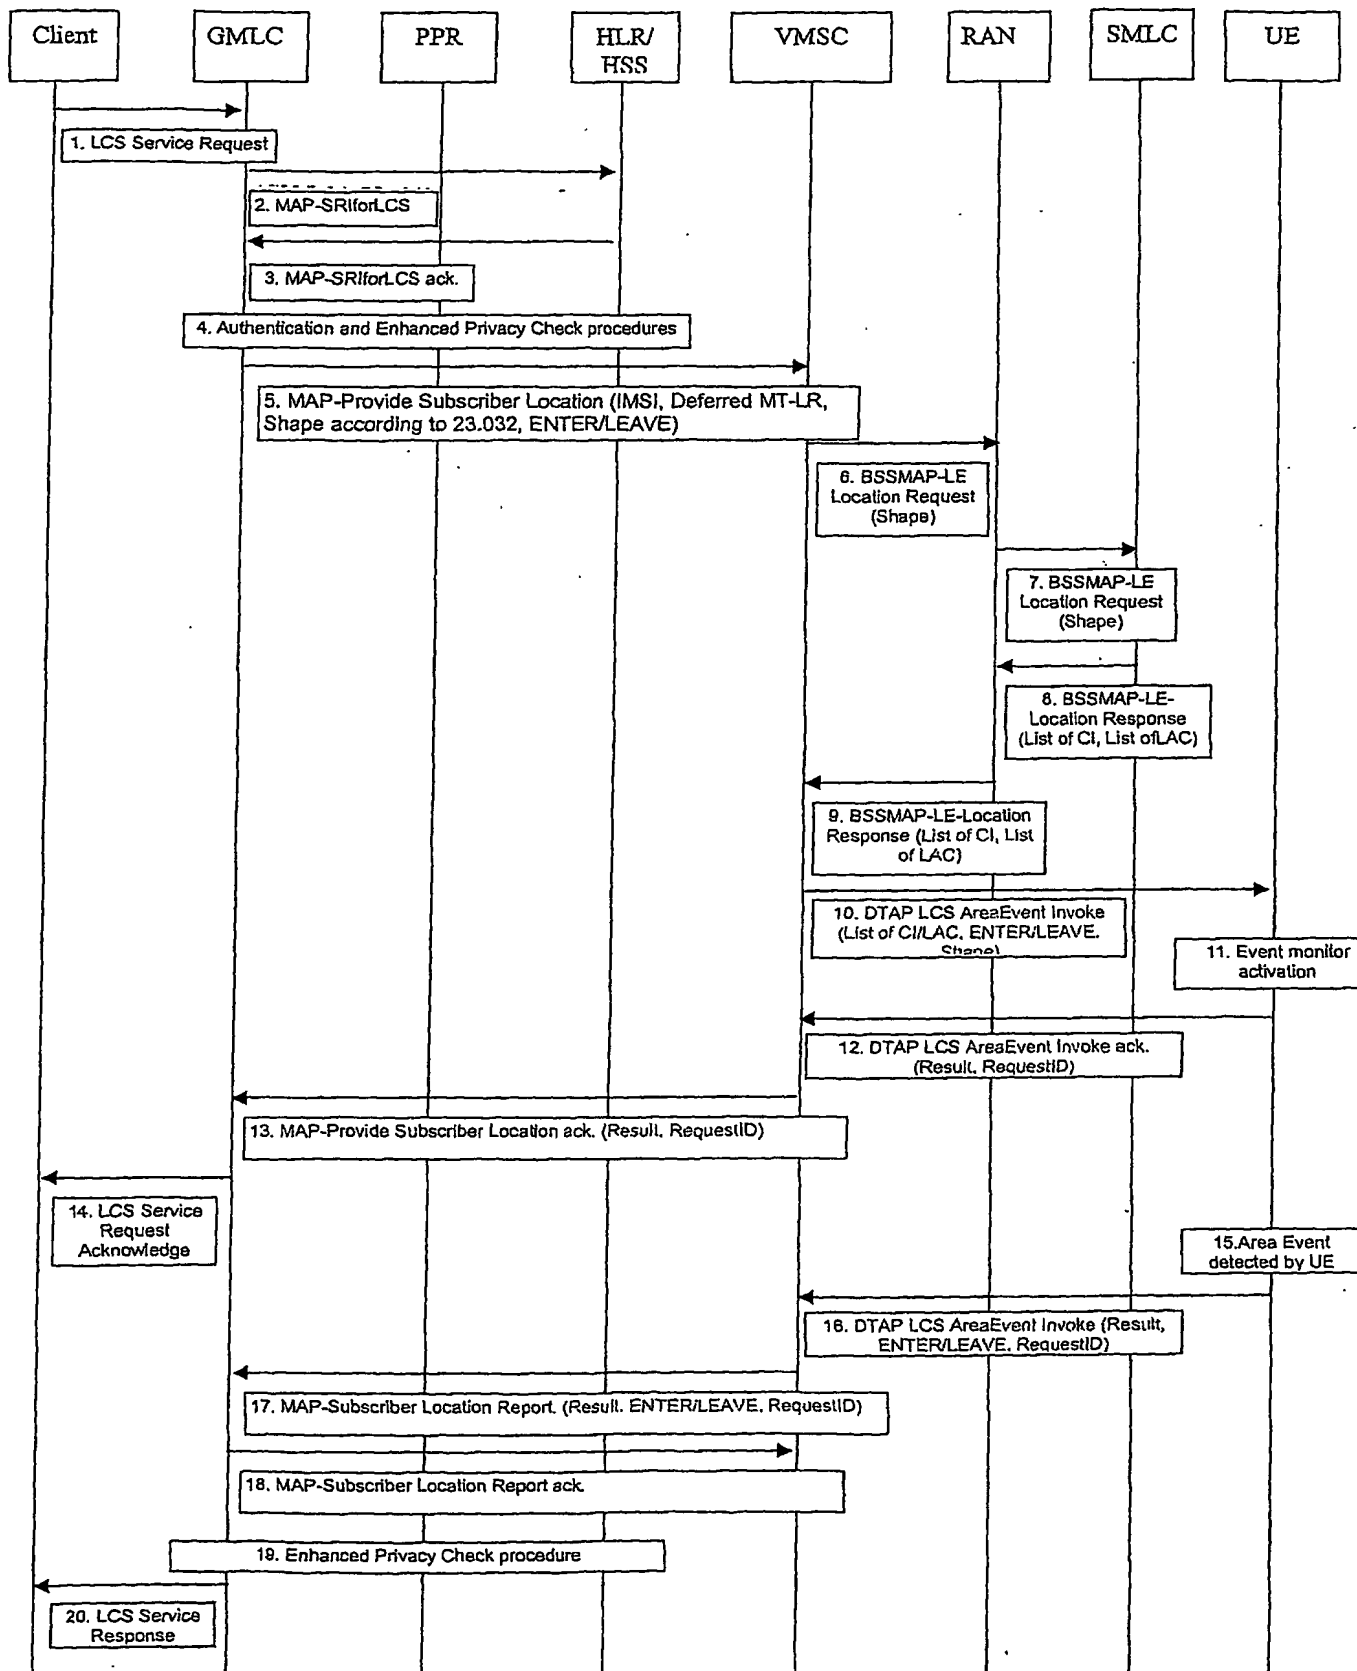 Client
GMLC
PPR
HLR/
HSS
VMSC
RAN
SMLC
UE
1. LCS Service Request
2. MAP-SRIforLCS
3. MAP-SRIforLCS ack.
4. Authentication and Enhanced Privacy Check procedures
5. MAP-Provide Subscriber Location (IMSI, Deferred MT-LR,
Shape according to 23.032, ENTER/LEAVE)
6. BSSMAP-LE
Location Request
(Shape)
7. BSSMAP-LE
Location Request
(Shape)
8. BSSMAP-LE-
Location Response
(List of CI, List ofLAC)
9. BSSMAP-LE-Location
Response (List of CI, List
of LAC)
10. DTAP LCS AreaEvent Invoke
(List of CI/LAC, ENTER/LEAVE,
Shape)
11. Event monitor
activation
12. DTAP LCS AreaEvent Invoke ack.
(Result, RequestID)
13. MAP-Provide Subscriber Location ack. (Result, RequestID)
14. LCS Service
Request
Acknowledge
15.Area Event
detected by UE
16. DTAP LCS AreaEvent Invoke (Result,
ENTER/LEAVE, RequestID)
17. MAP-Subscriber Location Report. (Result. ENTER/LEAVE, RequestID)
18. MAP-Subscriber Location Report ack.
19. Enhanced Privacy Check procedure
20. LCS Service
Response